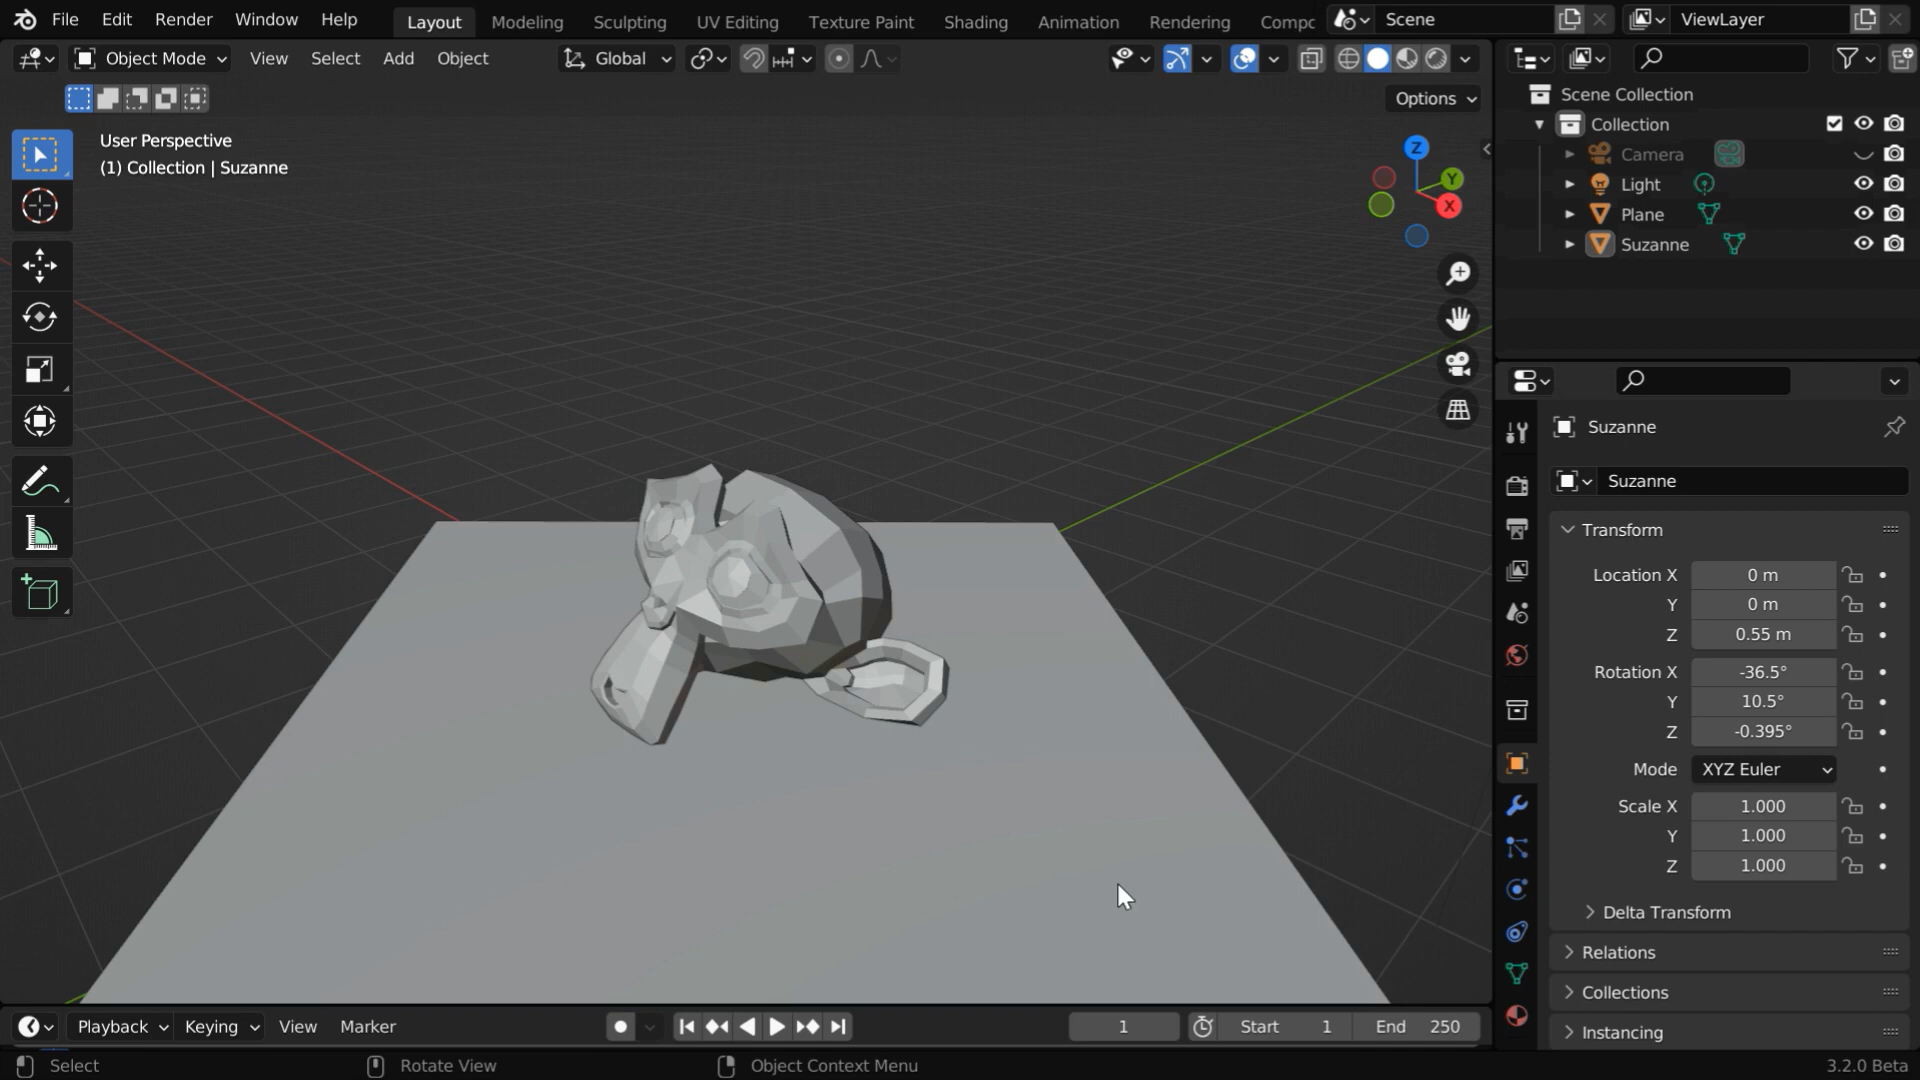 File Edit Render Window Help Layout Modeling Sculpting UV Editing Texture Paint Shading Animation Rendering Compc Scene ViewLayer
Object Mode View Select Add Object Global
Options
User Perspective
(1) Collection | Suzanne
Z
Y
X
Scene Collection
Collection
Camera
Light
Plane
Suzanne
Suzanne
Suzanne
Transform
Location X 0 m
Y 0 m
Z 0.55 m
Rotation X -36.5°
Y 10.5°
Z -0.395°
Mode XYZ Euler
Scale X 1.000
Y 1.000
Z 1.000
Delta Transform
Relations
Collections
Instancing
Playback Keying View Marker 1 Start 1 End 250
Select Rotate View Object Context Menu 3.2.0 Beta